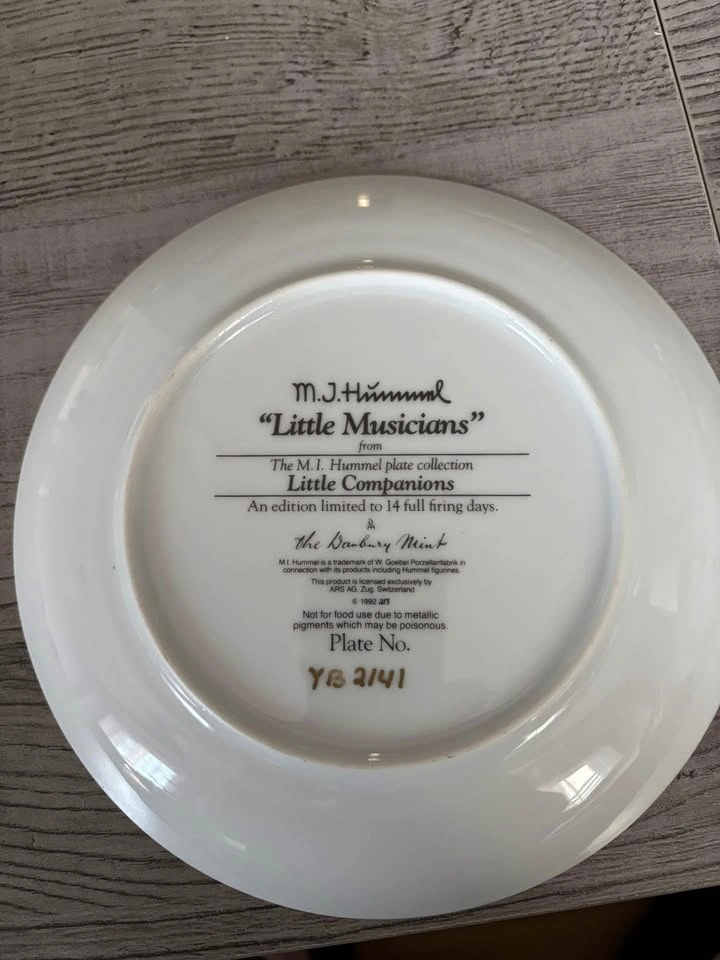 M.J.Hummel
“Little Musicians”
from
The M.I. Hummel plate collection
Little Companions
An edition limited to 14 full firing days.
the Danbury Mint
M.I. Hummel is a trademark of W. Goebel Porzellanfabrik in
connection with its products including Hummel figurines.
This product is licensed exclusively by
ARS AG, Zug, Switzerland
© 1992 ars
Not for food use due to metallic
pigments which may be poisonous.
Plate No.
YB 2141